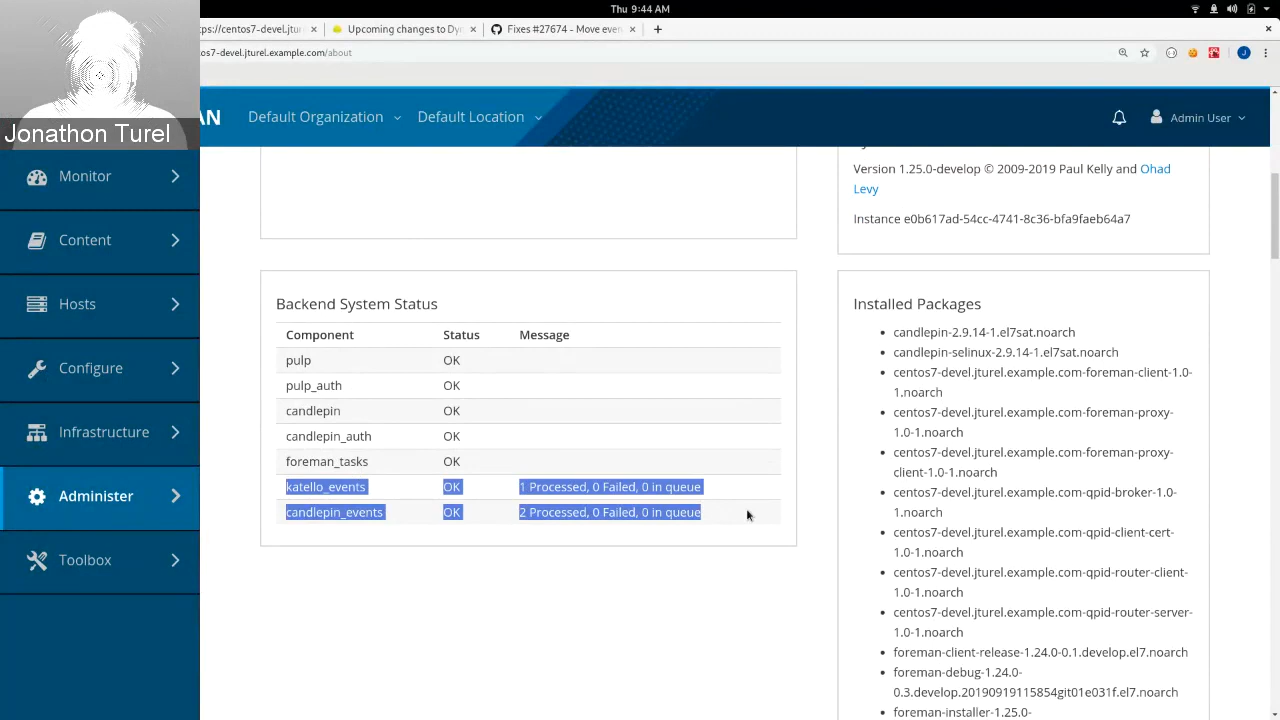 Thu 9:44 AM
ps://centos7-devel.jture
Upcoming changes to Dyn
Fixes #27674 - Move even
os7-devel.jturel.example.com/about
AN
Default Organization
Default Location
Admin User
Jonathon Turel
Monitor
Content
Hosts
Configure
Infrastructure
Administer
Toolbox
Version 1.25.0-develop © 2009-2019 Paul Kelly and Ohad
Levy
Instance e0b617ad-54cc-4741-8c36-bfa9faeb64a7
Backend System Status
Component Status Message
pulp OK
pulp_auth OK
candlepin OK
candlepin_auth OK
foreman_tasks OK
katello_events OK 1 Processed, 0 Failed, 0 in queue
candlepin_events OK 2 Processed, 0 Failed, 0 in queue
Installed Packages
candlepin-2.9.14-1.el7sat.noarch
candlepin-selinux-2.9.14-1.el7sat.noarch
centos7-devel.jturel.example.com-foreman-client-1.0-
1.noarch
centos7-devel.jturel.example.com-foreman-proxy-
1.0-1.noarch
centos7-devel.jturel.example.com-foreman-proxy-
client-1.0-1.noarch
centos7-devel.jturel.example.com-qpid-broker-1.0-
1.noarch
centos7-devel.jturel.example.com-qpid-client-cert-
1.0-1.noarch
centos7-devel.jturel.example.com-qpid-router-client-
1.0-1.noarch
centos7-devel.jturel.example.com-qpid-router-server-
1.0-1.noarch
foreman-client-release-1.24.0-0.1.develop.el7.noarch
foreman-debug-1.24.0-
0.3.develop.20190919115854git01e031f.el7.noarch
foreman-installer-1.25.0-